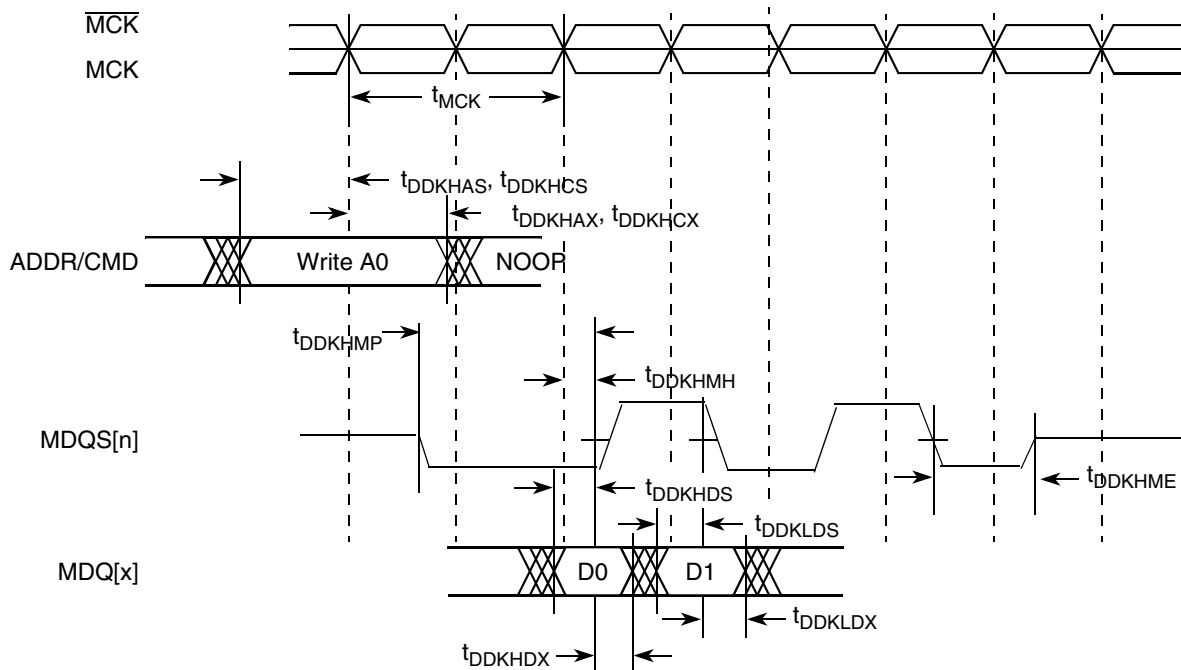 MCK
MCK
tMCK
tDDKHAS, tDDKHCS
tDDKHAX, tDDKHCX
ADDR/CMD
Write A0
NOOP
tDDKHMP
tDDKHMH
MDQS[n]
tDDKHDS
tDDKHME
tDDKLDS
MDQ[x]
D0
D1
tDDKLDX
tDDKHDX